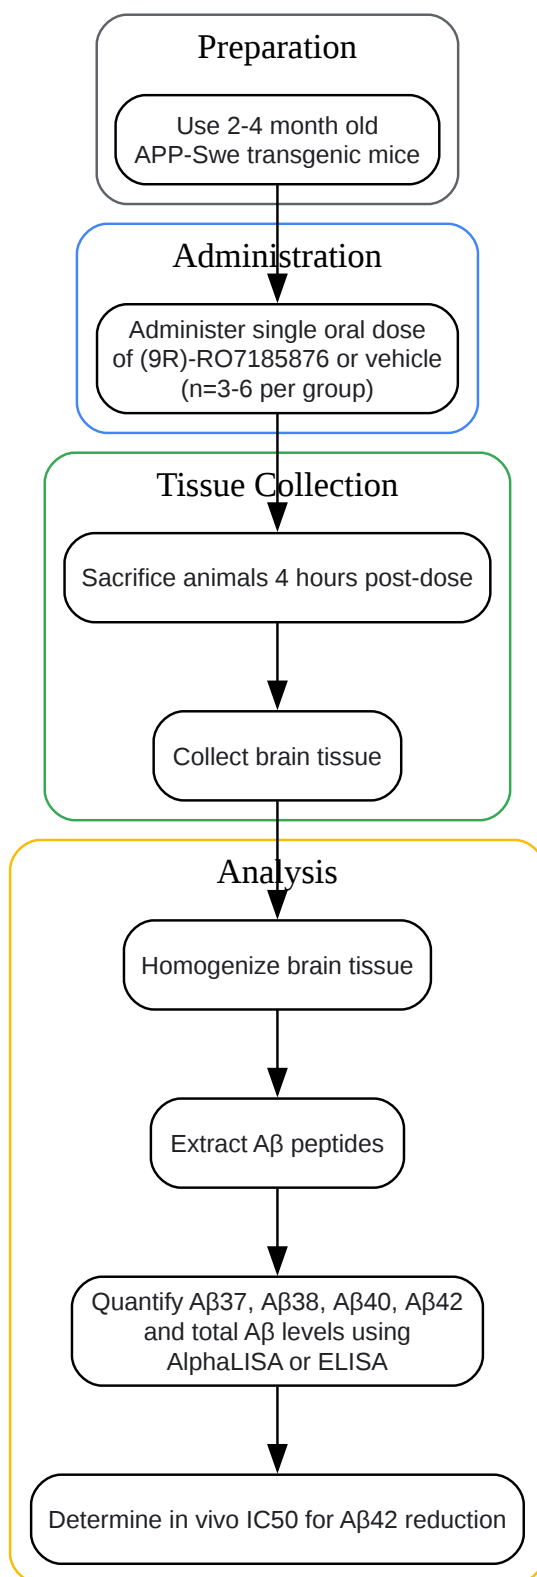 Preparation
Use 2-4 month old
APP-Swe transgenic mice
Administration
Administer single oral dose
of (9R)-RO7185876 or vehicle
(n=3-6 per group)
Tissue Collection
Sacrifice animals 4 hours post-dose
Collect brain tissue
Analysis
Homogenize brain tissue
Extract Aβ peptides
Quantify Aβ37, Aβ38, Aβ40, Aβ42
and total Aβ levels using
AlphaLISA or ELISA
Determine in vivo IC50 for Aβ42 reduction